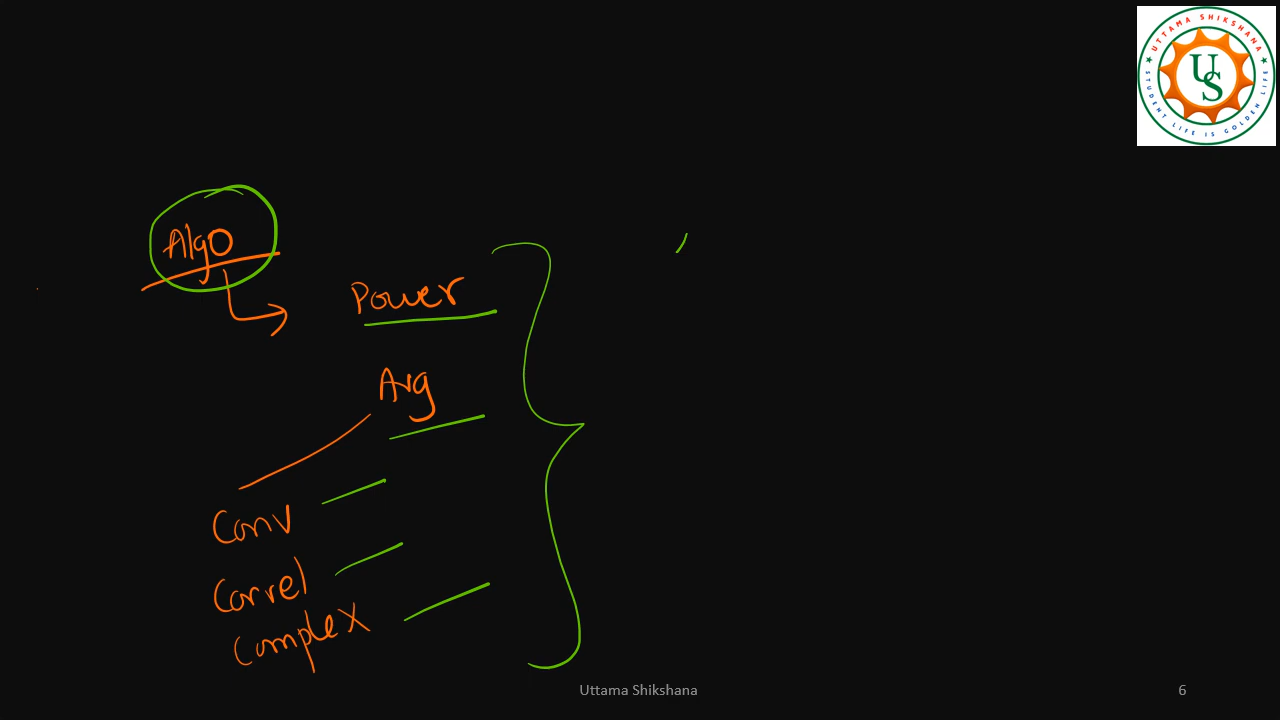 UTTAMA SHIKSHANA
US
STUDENT LIFE IS GOLDEN LIFE
Algo
Power
Avg
Conv
Correl
Complex
Uttama Shikshana
6